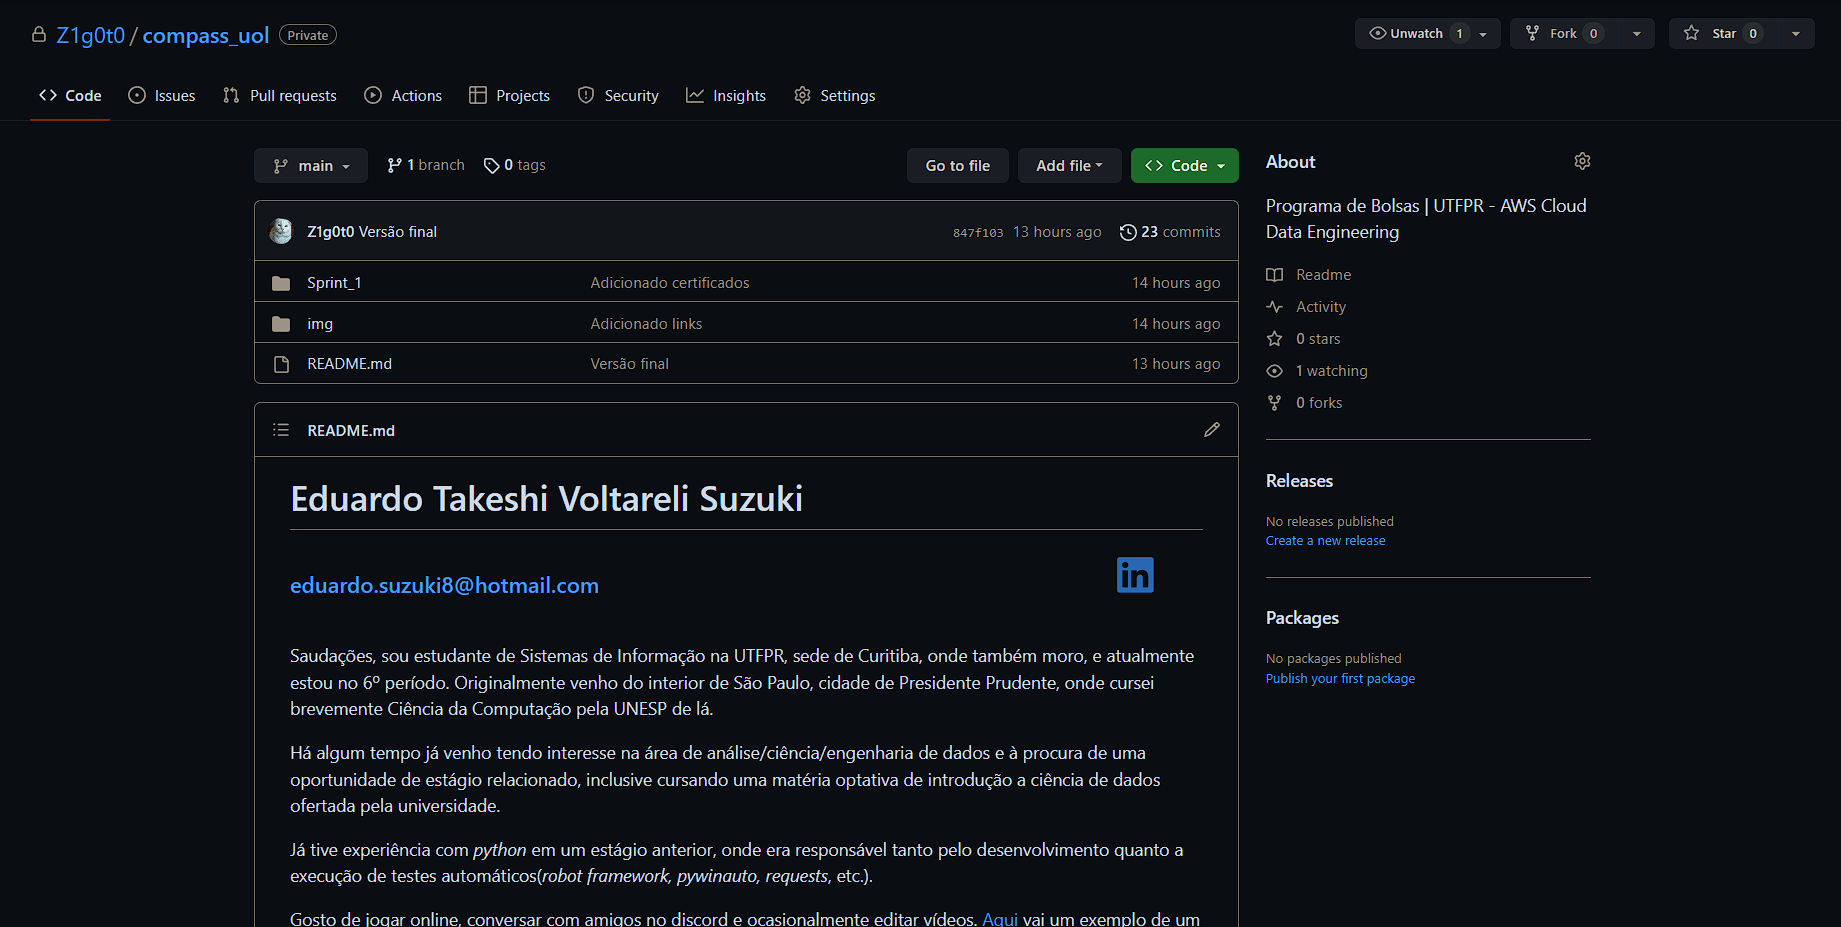 Z1g0t0 / compass_uol Private
Unwatch 1
Fork 0
Star 0
Code
Issues
Pull requests
Actions
Projects
Security
Insights
Settings
main
1 branch
0 tags
Go to file
Add file
Code
Z1g0t0 Versão final
847f103 13 hours ago
23 commits
Sprint_1
Adicionado certificados
14 hours ago
img
Adicionado links
14 hours ago
README.md
Versão final
13 hours ago
README.md
Eduardo Takeshi Voltareli Suzuki
eduardo.suzuki8@hotmail.com
in
Saudações, sou estudante de Sistemas de Informação na UTFPR, sede de Curitiba, onde também moro, e atualmente
estou no 6º período. Originalmente venho do interior de São Paulo, cidade de Presidente Prudente, onde cursei
brevemente Ciência da Computação pela UNESP de lá.
Há algum tempo já venho tendo interesse na área de análise/ciência/engenharia de dados e à procura de uma
oportunidade de estágio relacionado, inclusive cursando uma matéria optativa de introdução a ciência de dados
ofertada pela universidade.
Já tive experiência com python em um estágio anterior, onde era responsável tanto pelo desenvolvimento quanto a
execução de testes automáticos(robot framework, pywinauto, requests, etc.).
Gosto de jogar online, conversar com amigos no discord e ocasionalmente editar vídeos. Aqui vai um exemplo de um
About
Programa de Bolsas | UTFPR - AWS Cloud
Data Engineering
Readme
Activity
0 stars
1 watching
0 forks
Releases
No releases published
Create a new release
Packages
No packages published
Publish your first package